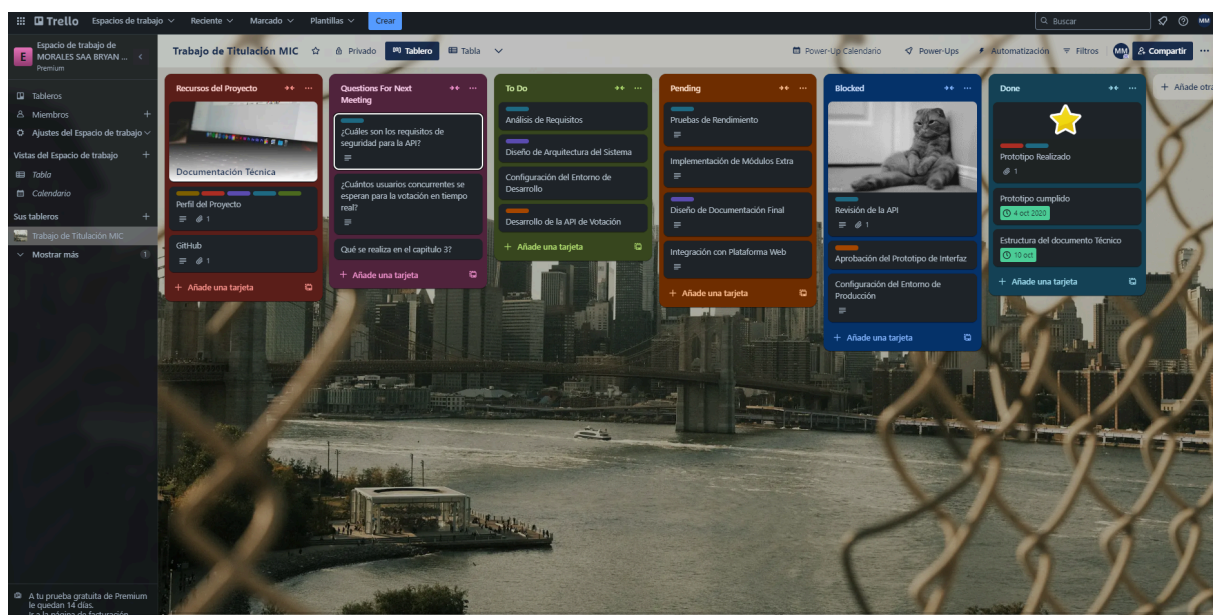 Trello
Espacios de trabajo
Reciente
Marcado
Plantillas
Crear
Buscar
MM
E
Espacio de trabajo de
MORALES SAA BRYAN ...
Premium
Trabajo de Titulación MIC
Privado
Tablero
Tabla
Power-Up Calendario
Power-Ups
Automatización
Filtros
MM
Compartir
Tableros
Miembros
Ajustes del Espacio de trabajo
Vistas del Espacio de trabajo
Tabla
Calendario
Sus tableros
Trabajo de Titulación MIC
Mostrar más
1
A tu prueba gratuita de Premium
le quedan 14 días.
Ir a la página de facturación
Recursos del Proyecto
Documentación Técnica
Perfil del Proyecto
1
GitHub
1
+ Añade una tarjeta
Questions For Next
Meeting
¿Cuáles son los requisitos de
seguridad para la API?
¿Cuántos usuarios concurrentes se
esperan para la votación en tiempo
real?
Qué se realiza en el capitulo 3?
+ Añade una tarjeta
To Do
Análisis de Requisitos
Diseño de Arquitectura del Sistema
Configuración del Entorno de
Desarrollo
Desarrollo de la API de Votación
+ Añade una tarjeta
Pending
Pruebas de Rendimiento
Implementación de Módulos Extra
Diseño de Documentación Final
Integración con Plataforma Web
+ Añade una tarjeta
Blocked
Revisión de la API
1
Aprobación del Prototipo de Interfaz
Configuración del Entorno de
Producción
+ Añade una tarjeta
Done
Prototipo Realizado
1
Prototipo cumplido
4 oct 2020
Estructura del documento Técnico
10 oct
+ Añade una tarjeta
+ Añade otra